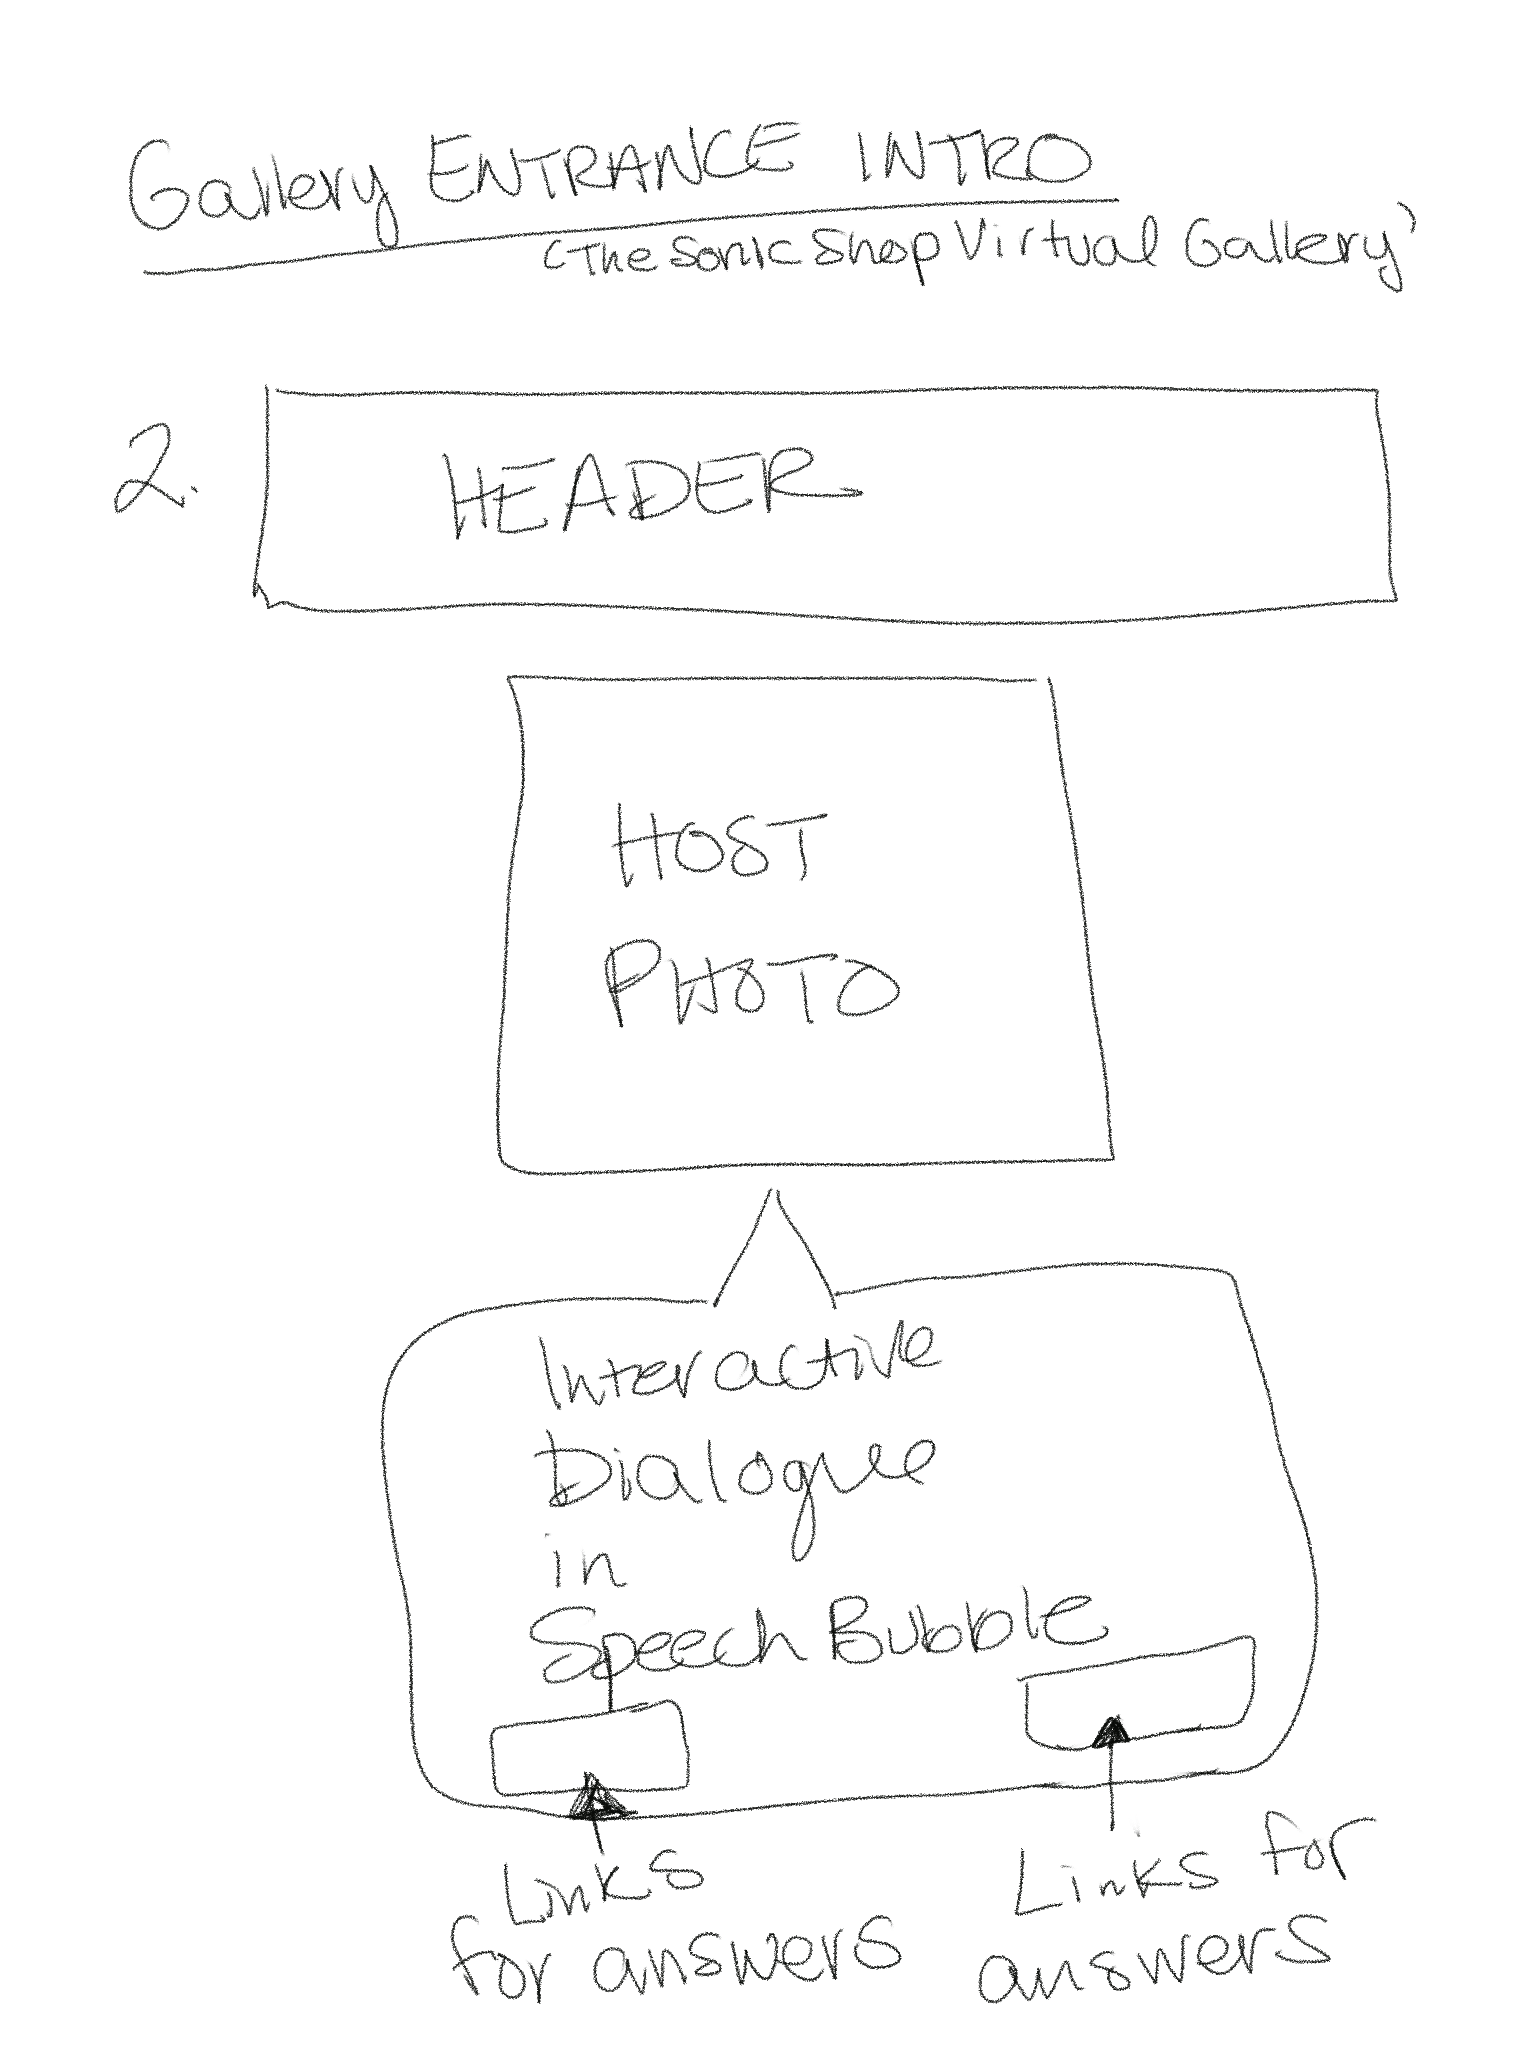 Gallery ENTRANCE INTRO
(The Sonic Shop Virtual Gallery)
2.
HEADER
HOST
PHOTO
Interactive
Dialogue
in
Speech Bubble
Links
for answers
Links for
answers